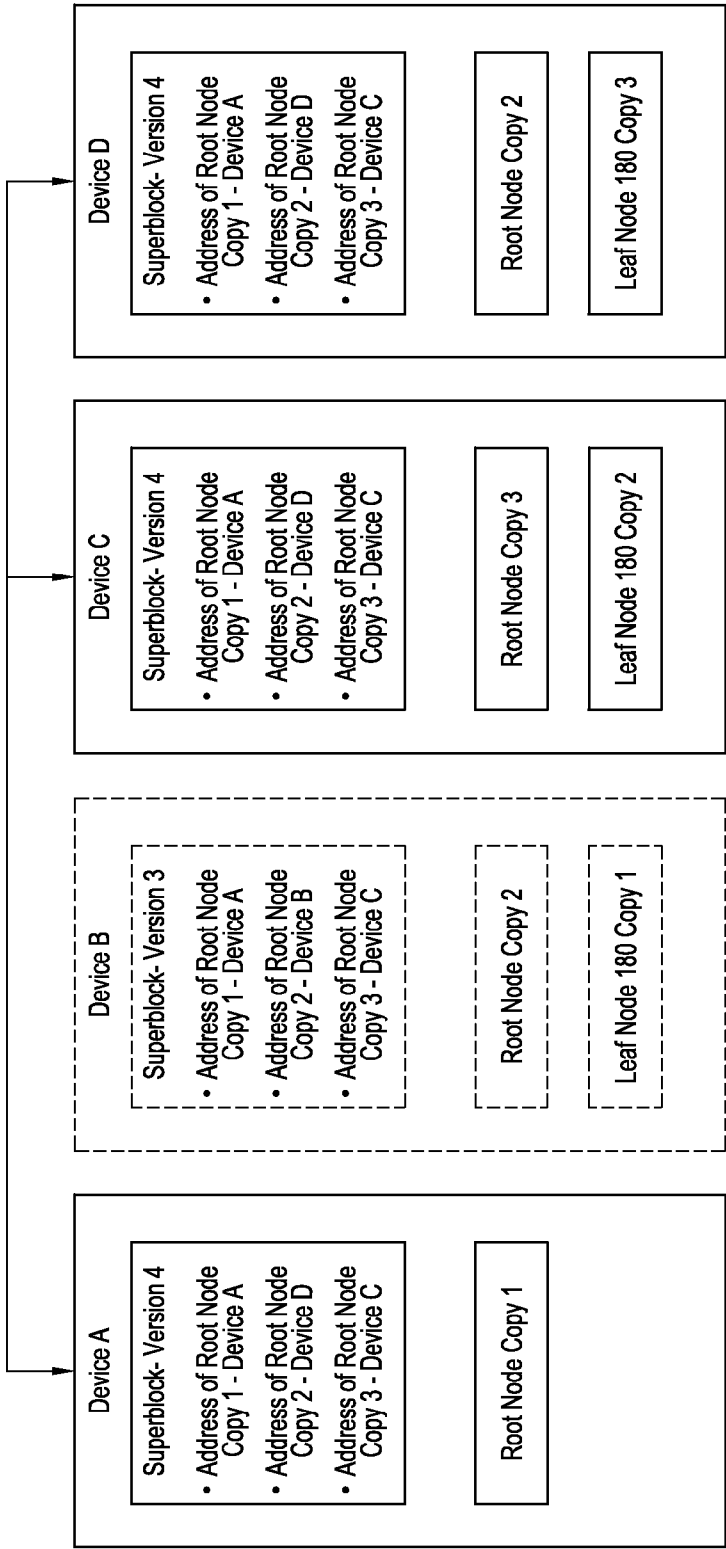 Device A
Superblock- Version 4
• Address of Root Node
Copy 1 - Device A
• Address of Root Node
Copy 2 - Device D
• Address of Root Node
Copy 3 - Device C
Root Node Copy 1
Device B
Superblock- Version 3
• Address of Root Node
Copy 1 - Device A
• Address of Root Node
Copy 2 - Device B
• Address of Root Node
Copy 3 - Device C
Root Node Copy 2
Leaf Node 180 Copy 1
Device C
Superblock- Version 4
• Address of Root Node
Copy 1 - Device A
• Address of Root Node
Copy 2 - Device D
• Address of Root Node
Copy 3 - Device C
Root Node Copy 3
Leaf Node 180 Copy 2
Device D
Superblock- Version 4
• Address of Root Node
Copy 1 - Device A
• Address of Root Node
Copy 2 - Device D
• Address of Root Node
Copy 3 - Device C
Root Node Copy 2
Leaf Node 180 Copy 3